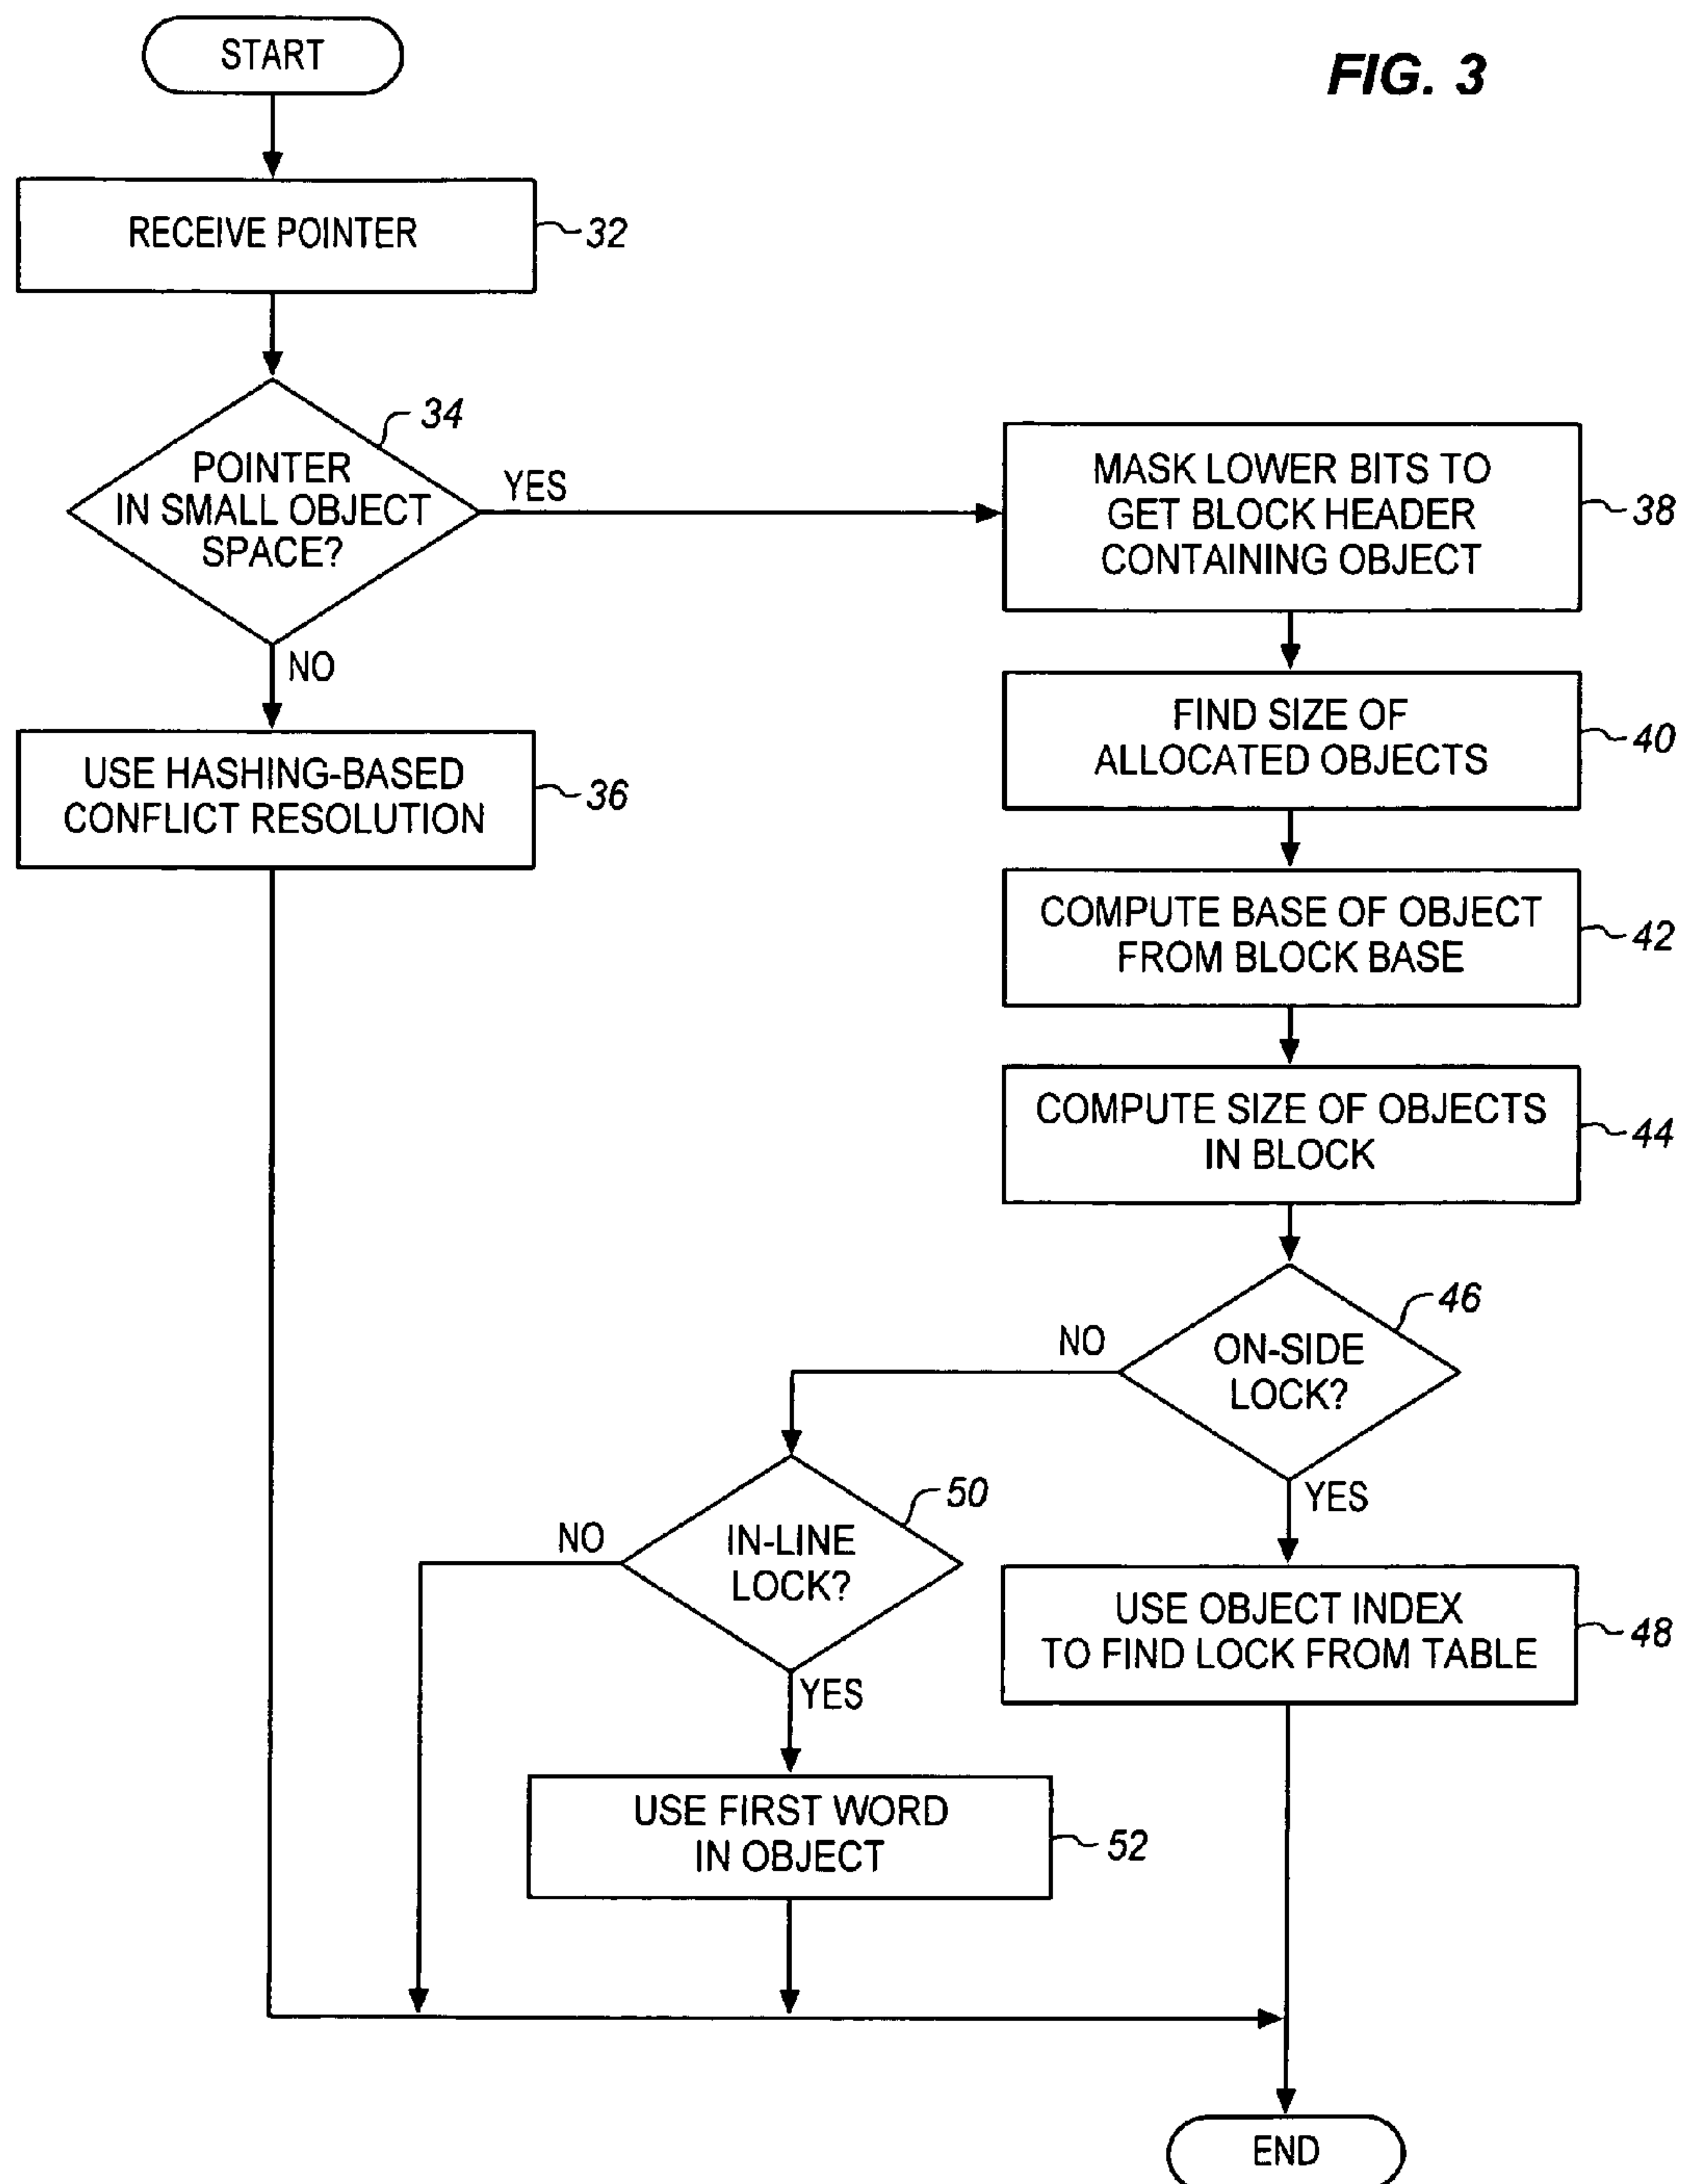 START
FIG. 3
RECEIVE POINTER
32
34
POINTER
IN SMALL OBJECT
SPACE?
YES
NO
MASK LOWER BITS TO
GET BLOCK HEADER
CONTAINING OBJECT
38
FIND SIZE OF
ALLOCATED OBJECTS
40
USE HASHING-BASED
CONFLICT RESOLUTION
36
COMPUTE BASE OF OBJECT
FROM BLOCK BASE
42
COMPUTE SIZE OF OBJECTS
IN BLOCK
44
46
ON-SIDE
LOCK?
NO
YES
50
IN-LINE
LOCK?
NO
YES
USE OBJECT INDEX
TO FIND LOCK FROM TABLE
48
USE FIRST WORD
IN OBJECT
52
END